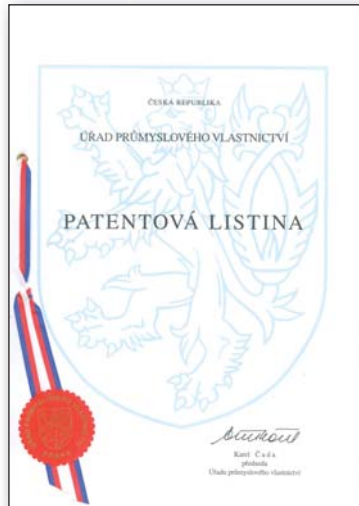 ČESKÁ REPUBLIKA
ÚŘAD PRŮMYSLOVÉHO VLASTNICTVÍ
PATENTOVÁ LISTINA
Karel Čada
předseda
Úřadu průmyslového vlastnictví